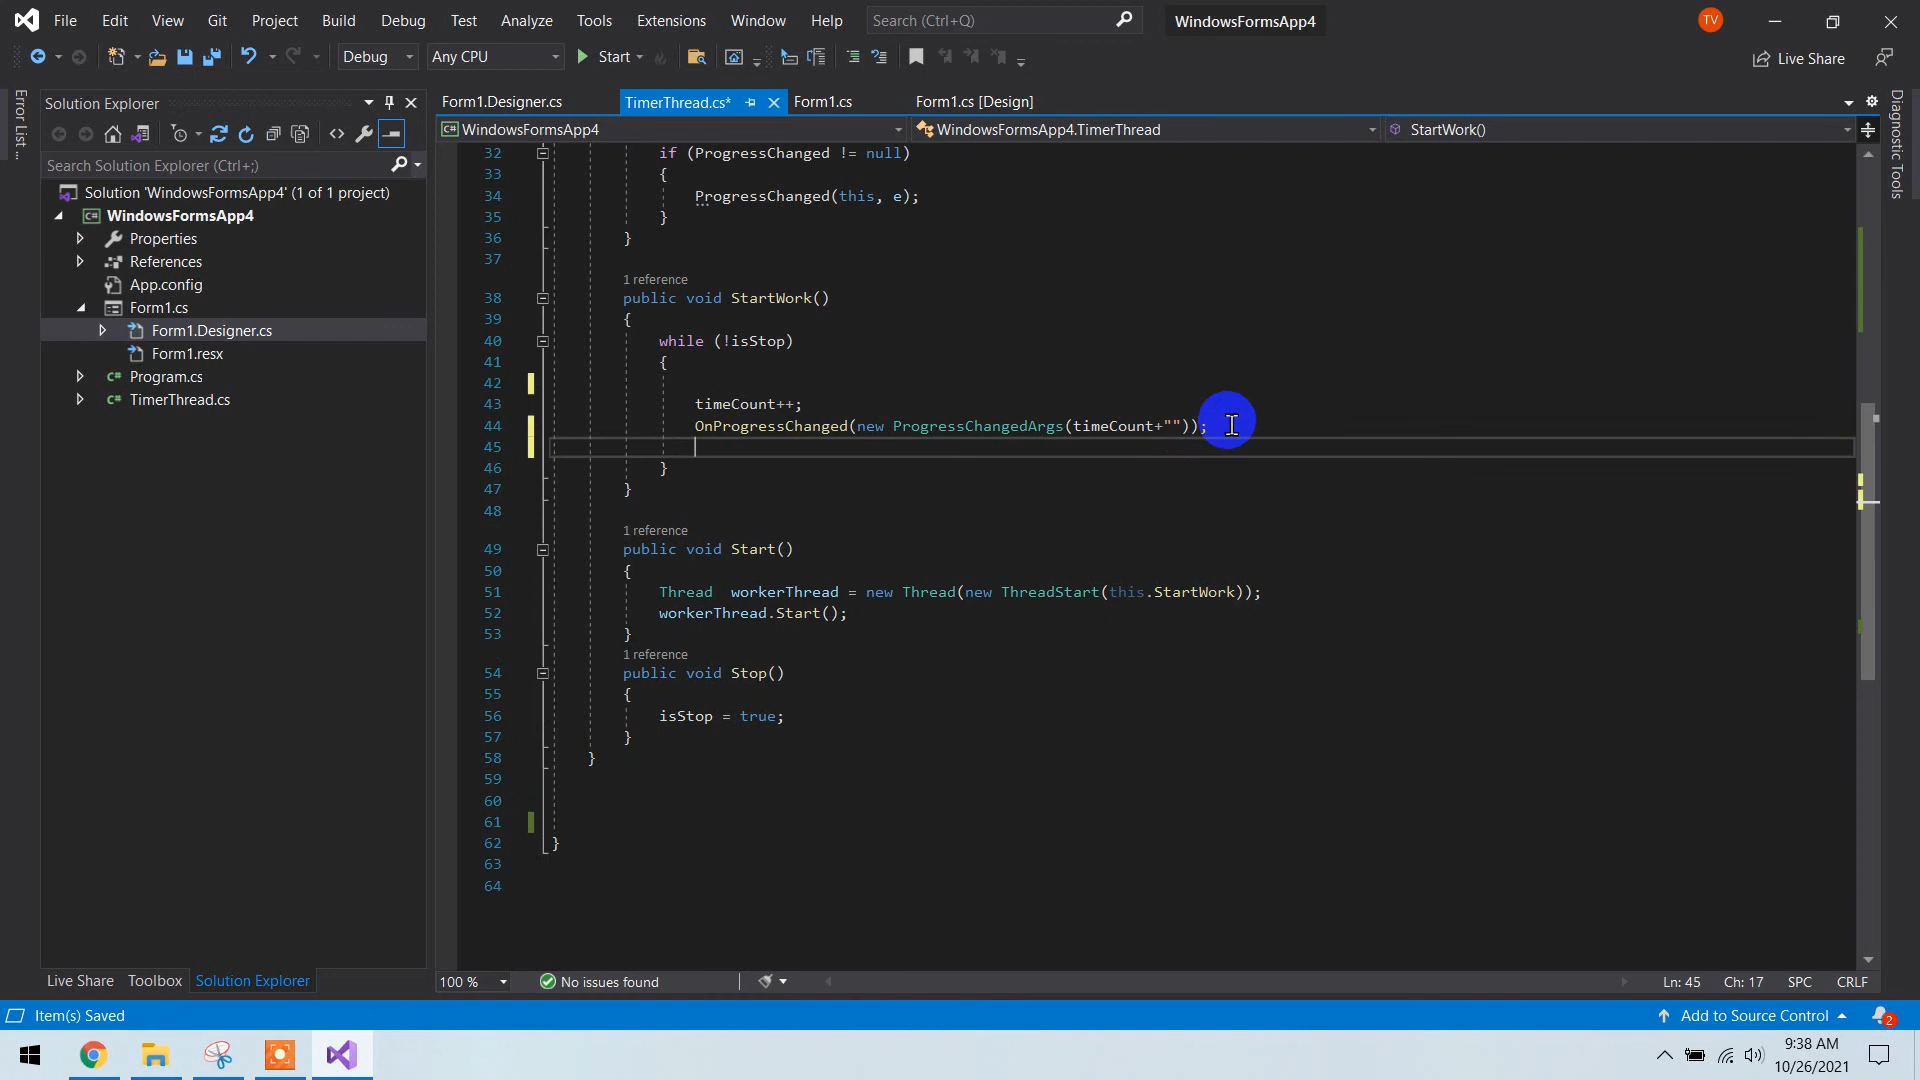 File Edit View Git Project Build Debug Test Analyze Tools Extensions Window Help Search (Ctrl+Q) WindowsFormsApp4 TV
Debug Any CPU Start Live Share
Error List ...
Solution Explorer
Search Solution Explorer (Ctrl+;)
Solution 'WindowsFormsApp4' (1 of 1 project)
WindowsFormsApp4
Properties
References
App.config
Form1.cs
Form1.Designer.cs
Form1.resx
Program.cs
TimerThread.cs
Live Share Toolbox Solution Explorer
Form1.Designer.cs TimerThread.cs* Form1.cs Form1.cs [Design]
WindowsFormsApp4 WindowsFormsApp4.TimerThread StartWork()
32 if (ProgressChanged != null)
33 {
34 ProgressChanged(this, e);
35 }
36 }
37
1 reference
38 public void StartWork()
39 {
40 while (!isStop)
41 {
42
43 timeCount++;
44 OnProgressChanged(new ProgressChangedArgs(timeCount+""));
45
46 }
47 }
48
1 reference
49 public void Start()
50 {
51 Thread  workerThread = new Thread(new ThreadStart(this.StartWork));
52 workerThread.Start();
53 }
1 reference
54 public void Stop()
55 {
56 isStop = true;
57 }
58 }
59
60
61
62 }
63
64
Diagnostic Tools
100 % No issues found Ln: 45 Ch: 17 SPC CRLF
Item(s) Saved Add to Source Control 2
9:38 AM
10/26/2021